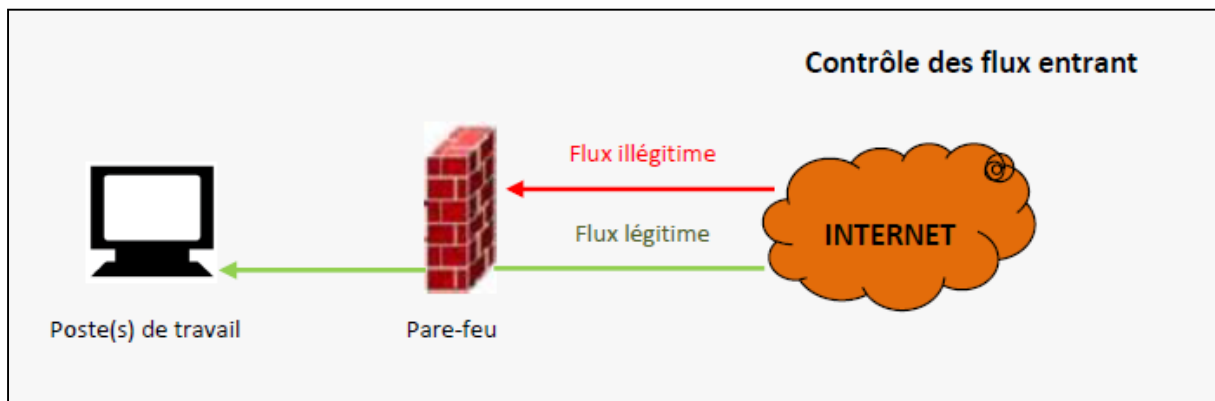 Contrôle des flux entrant
Flux illégitime
Flux légitime
INTERNET
Poste(s) de travail
Pare-feu